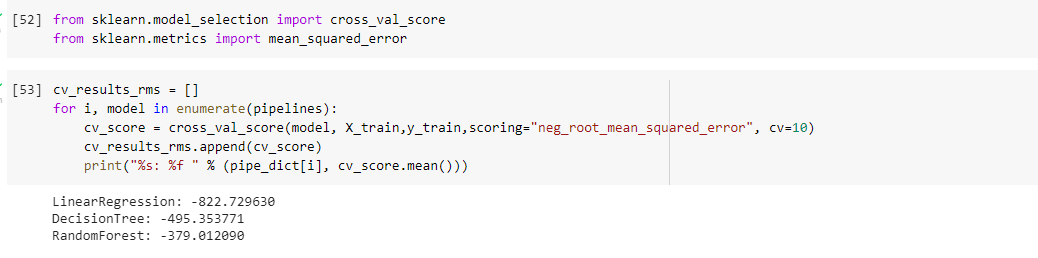 [52] from sklearn.model_selection import cross_val_score
from sklearn.metrics import mean_squared_error
[53] cv_results_rms = []
for i, model in enumerate(pipelines):
    cv_score = cross_val_score(model, X_train,y_train,scoring="neg_root_mean_squared_error", cv=10)
    cv_results_rms.append(cv_score)
    print("%s: %f " % (pipe_dict[i], cv_score.mean()))
LinearRegression: -822.729630
DecisionTree: -495.353771
RandomForest: -379.012090